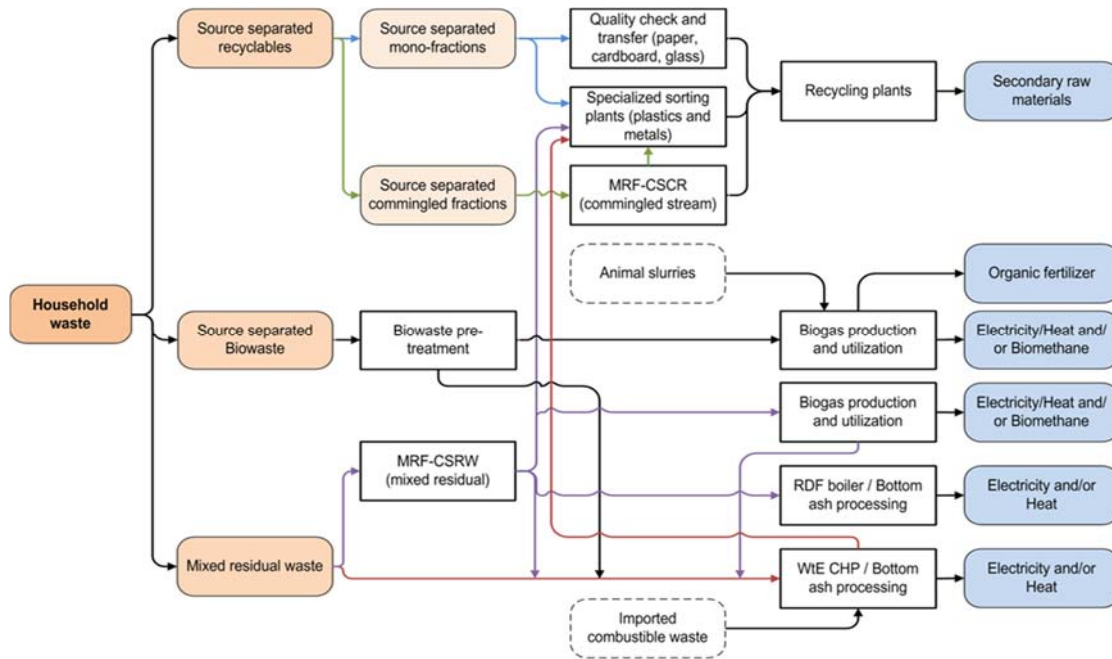 Source separated
recyclables
Source separated
mono-fractions
Quality check and
transfer (paper,
cardboard, glass)
Recycling plants
Secondary raw
materials
Specialized sorting
plants (plastics and
metals)
Source separated
commingled fractions
MRF-CSCR
(commingled stream)
Animal slurries
Organic fertilizer
Household
waste
Source separated
Biowaste
Biowaste pre-
treatment
Biogas production
and utilization
Electricity/Heat and/
or Biomethane
Biogas production
and utilization
Electricity/Heat and/
or Biomethane
MRF-CSRW
(mixed residual)
RDF boiler / Bottom
ash processing
Electricity and/or
Heat
Mixed residual waste
WtE CHP / Bottom
ash processing
Electricity and/or
Heat
Imported
combustible waste